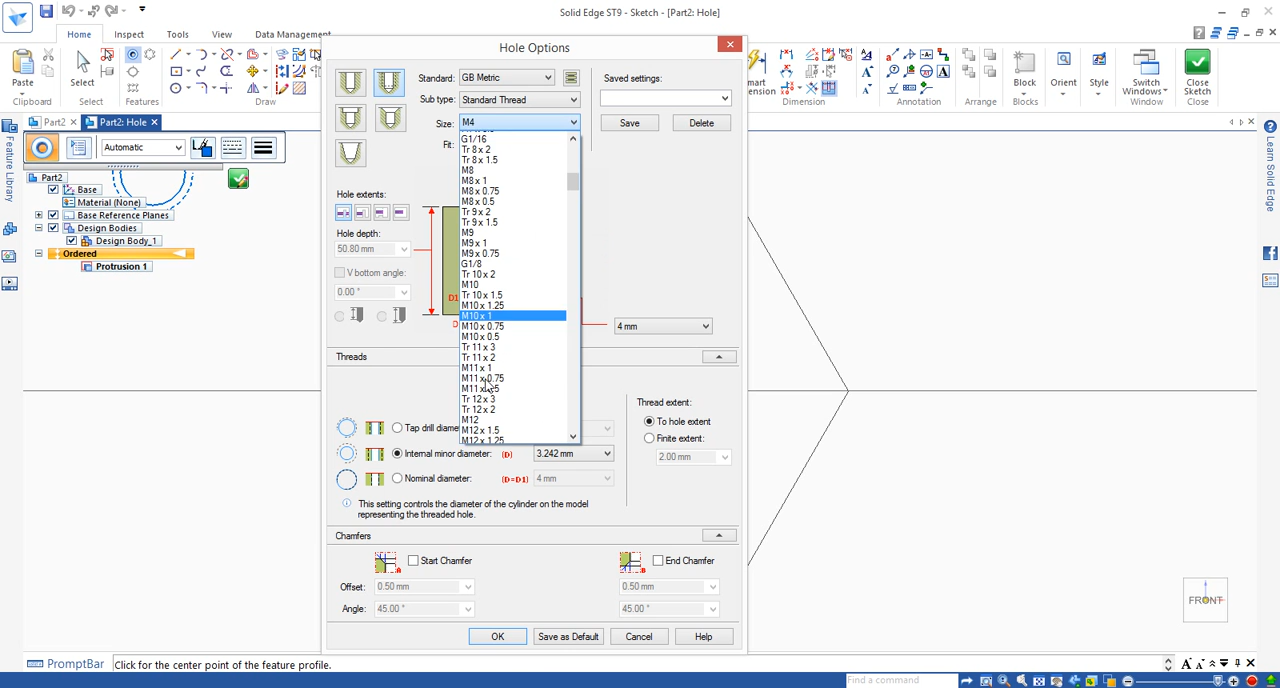 Solid Edge ST9 - Sketch - [Part2: Hole]
Home
Inspect
Tools
View
Data Management
Paste
Clipboard
Select
Select
Features
Draw
Dimension
Annotation
Block
Blocks
Arrange
Orient
Style
Switch Windows
Window
Close Sketch
Close
Part2
Part2: Hole
Automatic
Feature Library
Learn Solid Edge
Part2
Base
Material (None)
Base Reference Planes
Design Bodies
Design Body_1
Ordered
Protrusion 1
Hole Options
Standard:
GB Metric
Sub type:
Standard Thread
Size:
M4
Fit:
Saved settings:
Save
Delete
G1/16
Tr 8 x 2
Tr 8 x 1.5
M8
M8 x 1
M8 x 0.75
M8 x 0.5
Tr 9 x 2
Tr 9 x 1.5
M9
M9 x 1
M9 x 0.75
G1/8
Tr 10 x 2
M10
Tr 10 x 1.5
M10 x 1.25
M10 x 1
M10 x 0.75
M10 x 0.5
Tr 11 x 3
Tr 11 x 2
M11 x 1
M11 x 0.75
Tr 12 x 3
Tr 12 x 2
M12
M12 x 1.5
M12 x 1.25
Hole extents:
Hole depth:
50.80 mm
V bottom angle:
0.00 °
4 mm
Threads
Internal minor diameter:
(D)
3.242 mm
Nominal diameter:
(D=D1)
4 mm
This setting controls the diameter of the cylinder on the model
representing the threaded hole.
Thread extent:
To hole extent
Finite extent:
2.00 mm
Chamfers
Start Chamfer
End Chamfer
Offset:
0.50 mm
0.50 mm
Angle:
45.00 °
45.00 °
OK
Save as Default
Cancel
Help
FRONT
PromptBar
Click for the center point of the feature profile.
Find a command